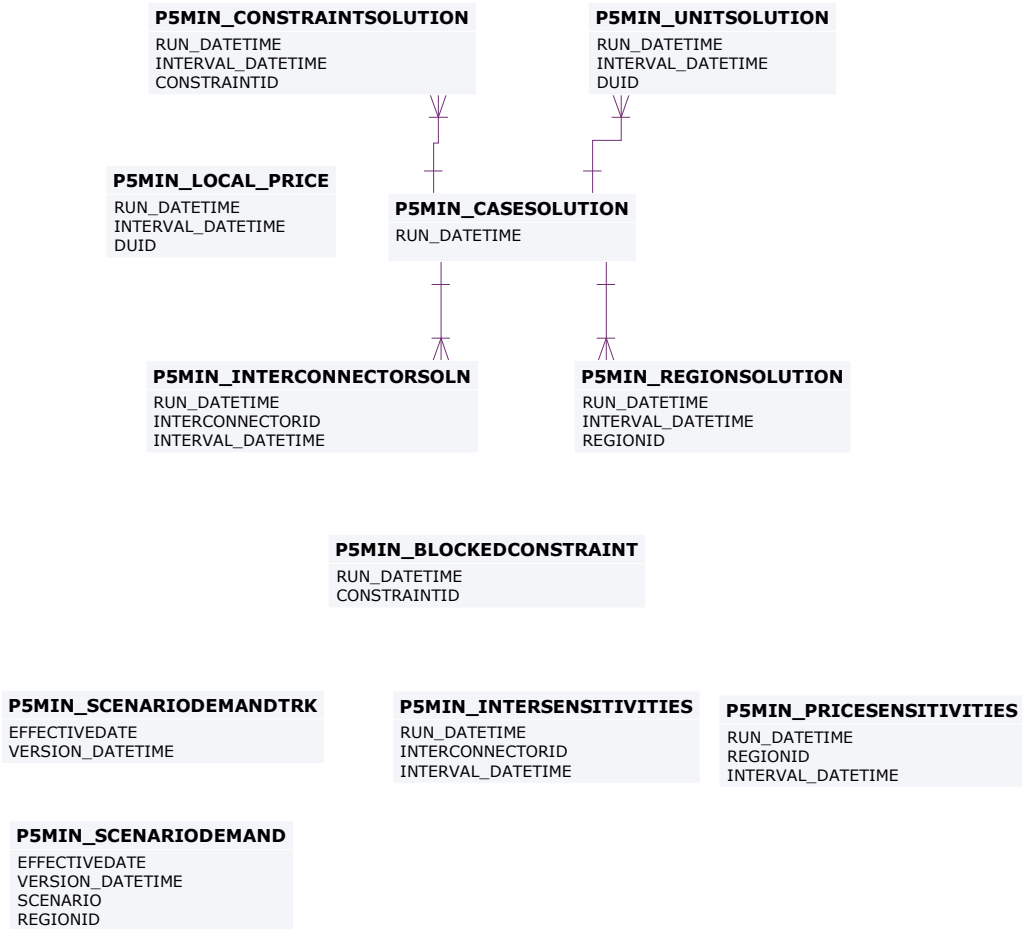 P5MIN_CONSTRAINTSOLUTION
RUN_DATETIME
INTERVAL_DATETIME
CONSTRAINTID
P5MIN_UNITSOLUTION
RUN_DATETIME
INTERVAL_DATETIME
DUID
P5MIN_LOCAL_PRICE
RUN_DATETIME
INTERVAL_DATETIME
DUID
P5MIN_CASESOLUTION
RUN_DATETIME
P5MIN_INTERCONNECTORSOLN
RUN_DATETIME
INTERCONNECTORID
INTERVAL_DATETIME
P5MIN_REGIONSOLUTION
RUN_DATETIME
INTERVAL_DATETIME
REGIONID
P5MIN_BLOCKEDCONSTRAINT
RUN_DATETIME
CONSTRAINTID
P5MIN_SCENARIODEMANDTRK
EFFECTIVEDATE
VERSION_DATETIME
P5MIN_INTERSENSITIVITIES
RUN_DATETIME
INTERCONNECTORID
INTERVAL_DATETIME
P5MIN_PRICESENSITIVITIES
RUN_DATETIME
REGIONID
INTERVAL_DATETIME
P5MIN_SCENARIODEMAND
EFFECTIVEDATE
VERSION_DATETIME
SCENARIO
REGIONID